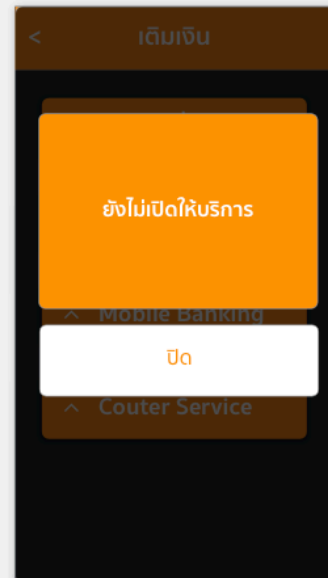 < เติมเงิน
ยังไม่เปิดให้บริการ
^ Mobile Banking
ปิด
^ Couter Service